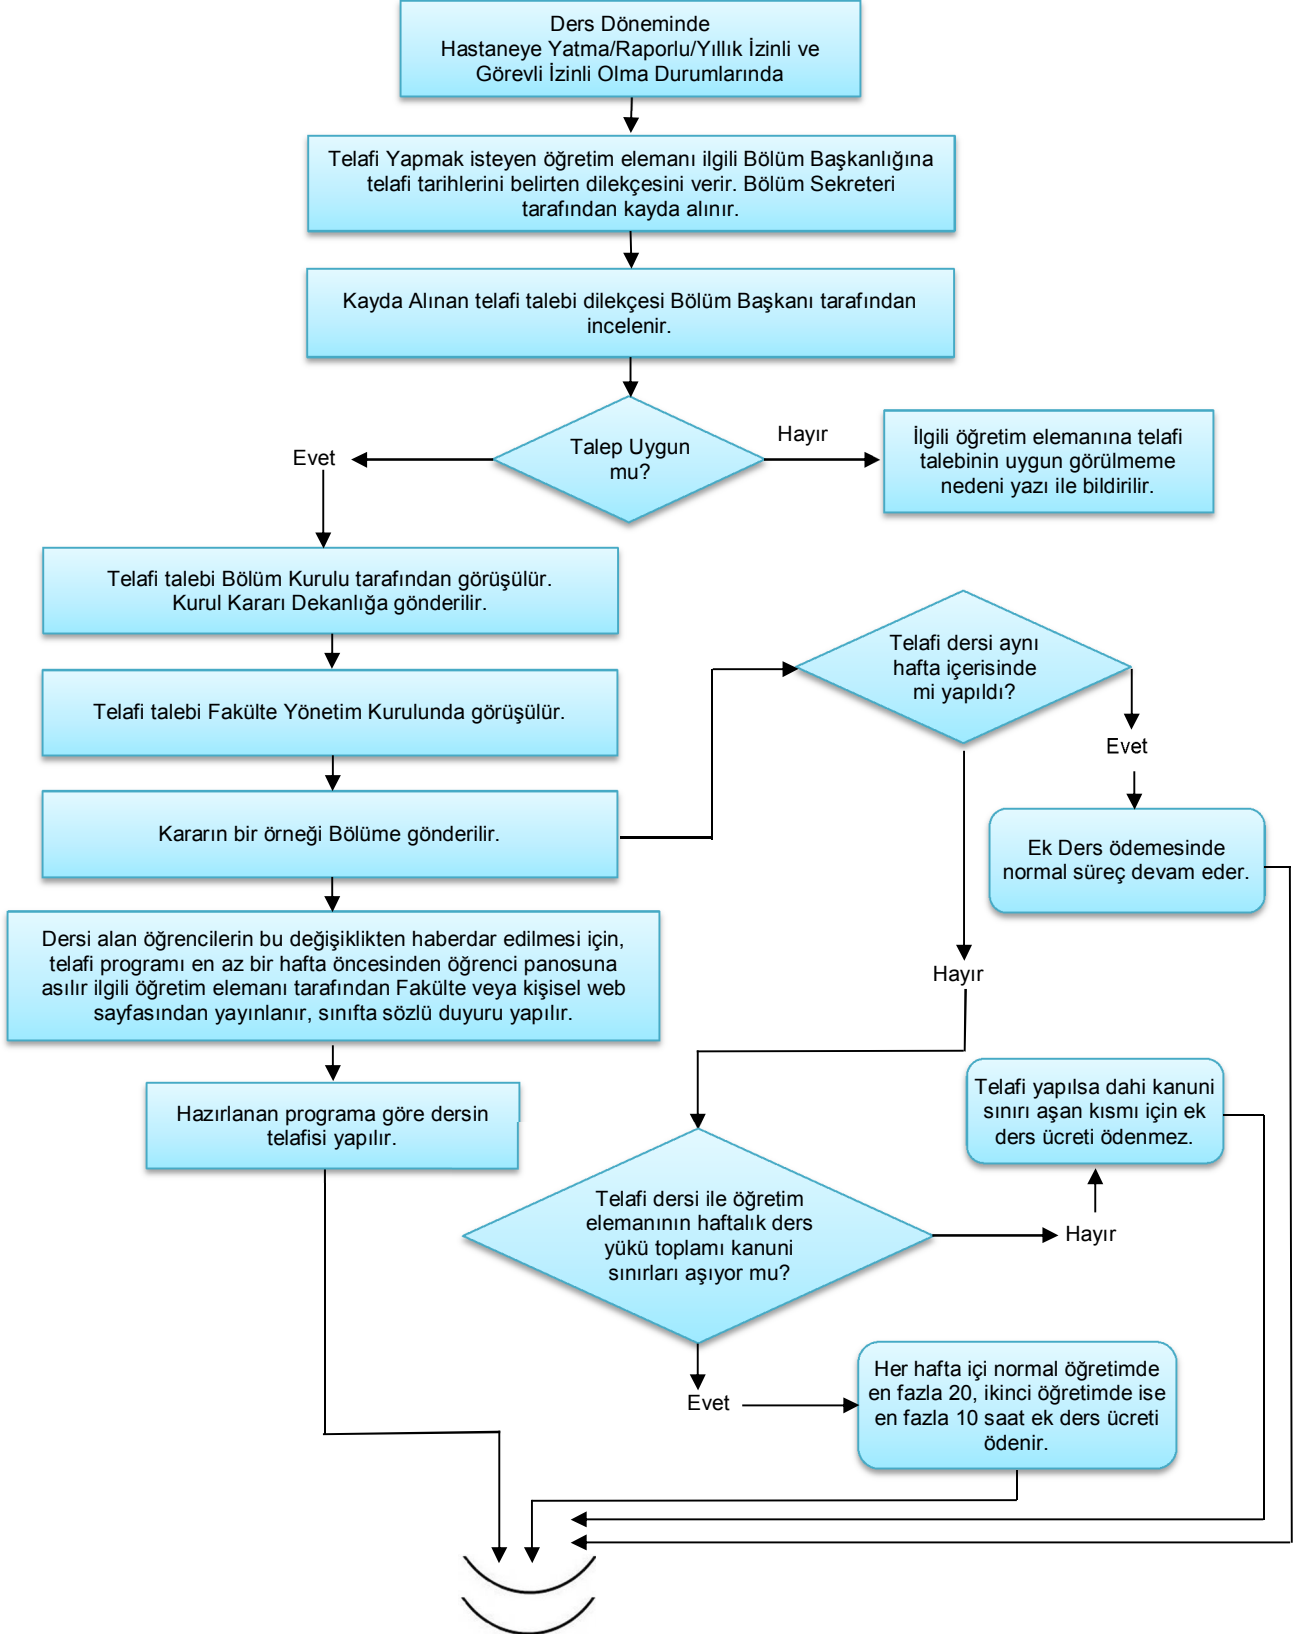 Ders Döneminde
Hastaneye Yatma/Raporlu/Yıllık İzinli ve
Görevli İzinli Olma Durumlarında
Telafi Yapmak isteyen öğretim elemanı ilgili Bölüm Başkanlığına
telafi tarihlerini belirten dilekçesini verir. Bölüm Sekreteri
tarafından kayda alınır.
Kayda Alınan telafi talebi dilekçesi Bölüm Başkanı tarafından
incelenir.
Talep Uygun
mu?
Evet
Hayır
İlgili öğretim elemanına telafi
talebinin uygun görülmeme
nedeni yazı ile bildirilir.
Telafi talebi Bölüm Kurulu tarafından görüşülür.
Kurul Kararı Dekanlığa gönderilir.
Telafi talebi Fakülte Yönetim Kurulunda görüşülür.
Kararın bir örneği Bölüme gönderilir.
Telafi dersi aynı
hafta içerisinde
mi yapıldı?
Evet
Ek Ders ödemesinde
normal süreç devam eder.
Dersi alan öğrencilerin bu değişiklikten haberdar edilmesi için,
telafi programı en az bir hafta öncesinden öğrenci panosuna
asılır ilgili öğretim elemanı tarafından Fakülte veya kişisel web
sayfasından yayınlanır, sınıfta sözlü duyuru yapılır.
Hayır
Hazırlanan programa göre dersin
telafisi yapılır.
Telafi yapılsa dahi kanuni
sınırı aşan kısmı için ek
ders ücreti ödenmez.
Telafi dersi ile öğretim
elemanının haftalık ders
yükü toplamı kanuni
sınırları aşıyor mu?
Hayır
Evet
Her hafta içi normal öğretimde
en fazla 20, ikinci öğretimde ise
en fazla 10 saat ek ders ücreti
ödenir.